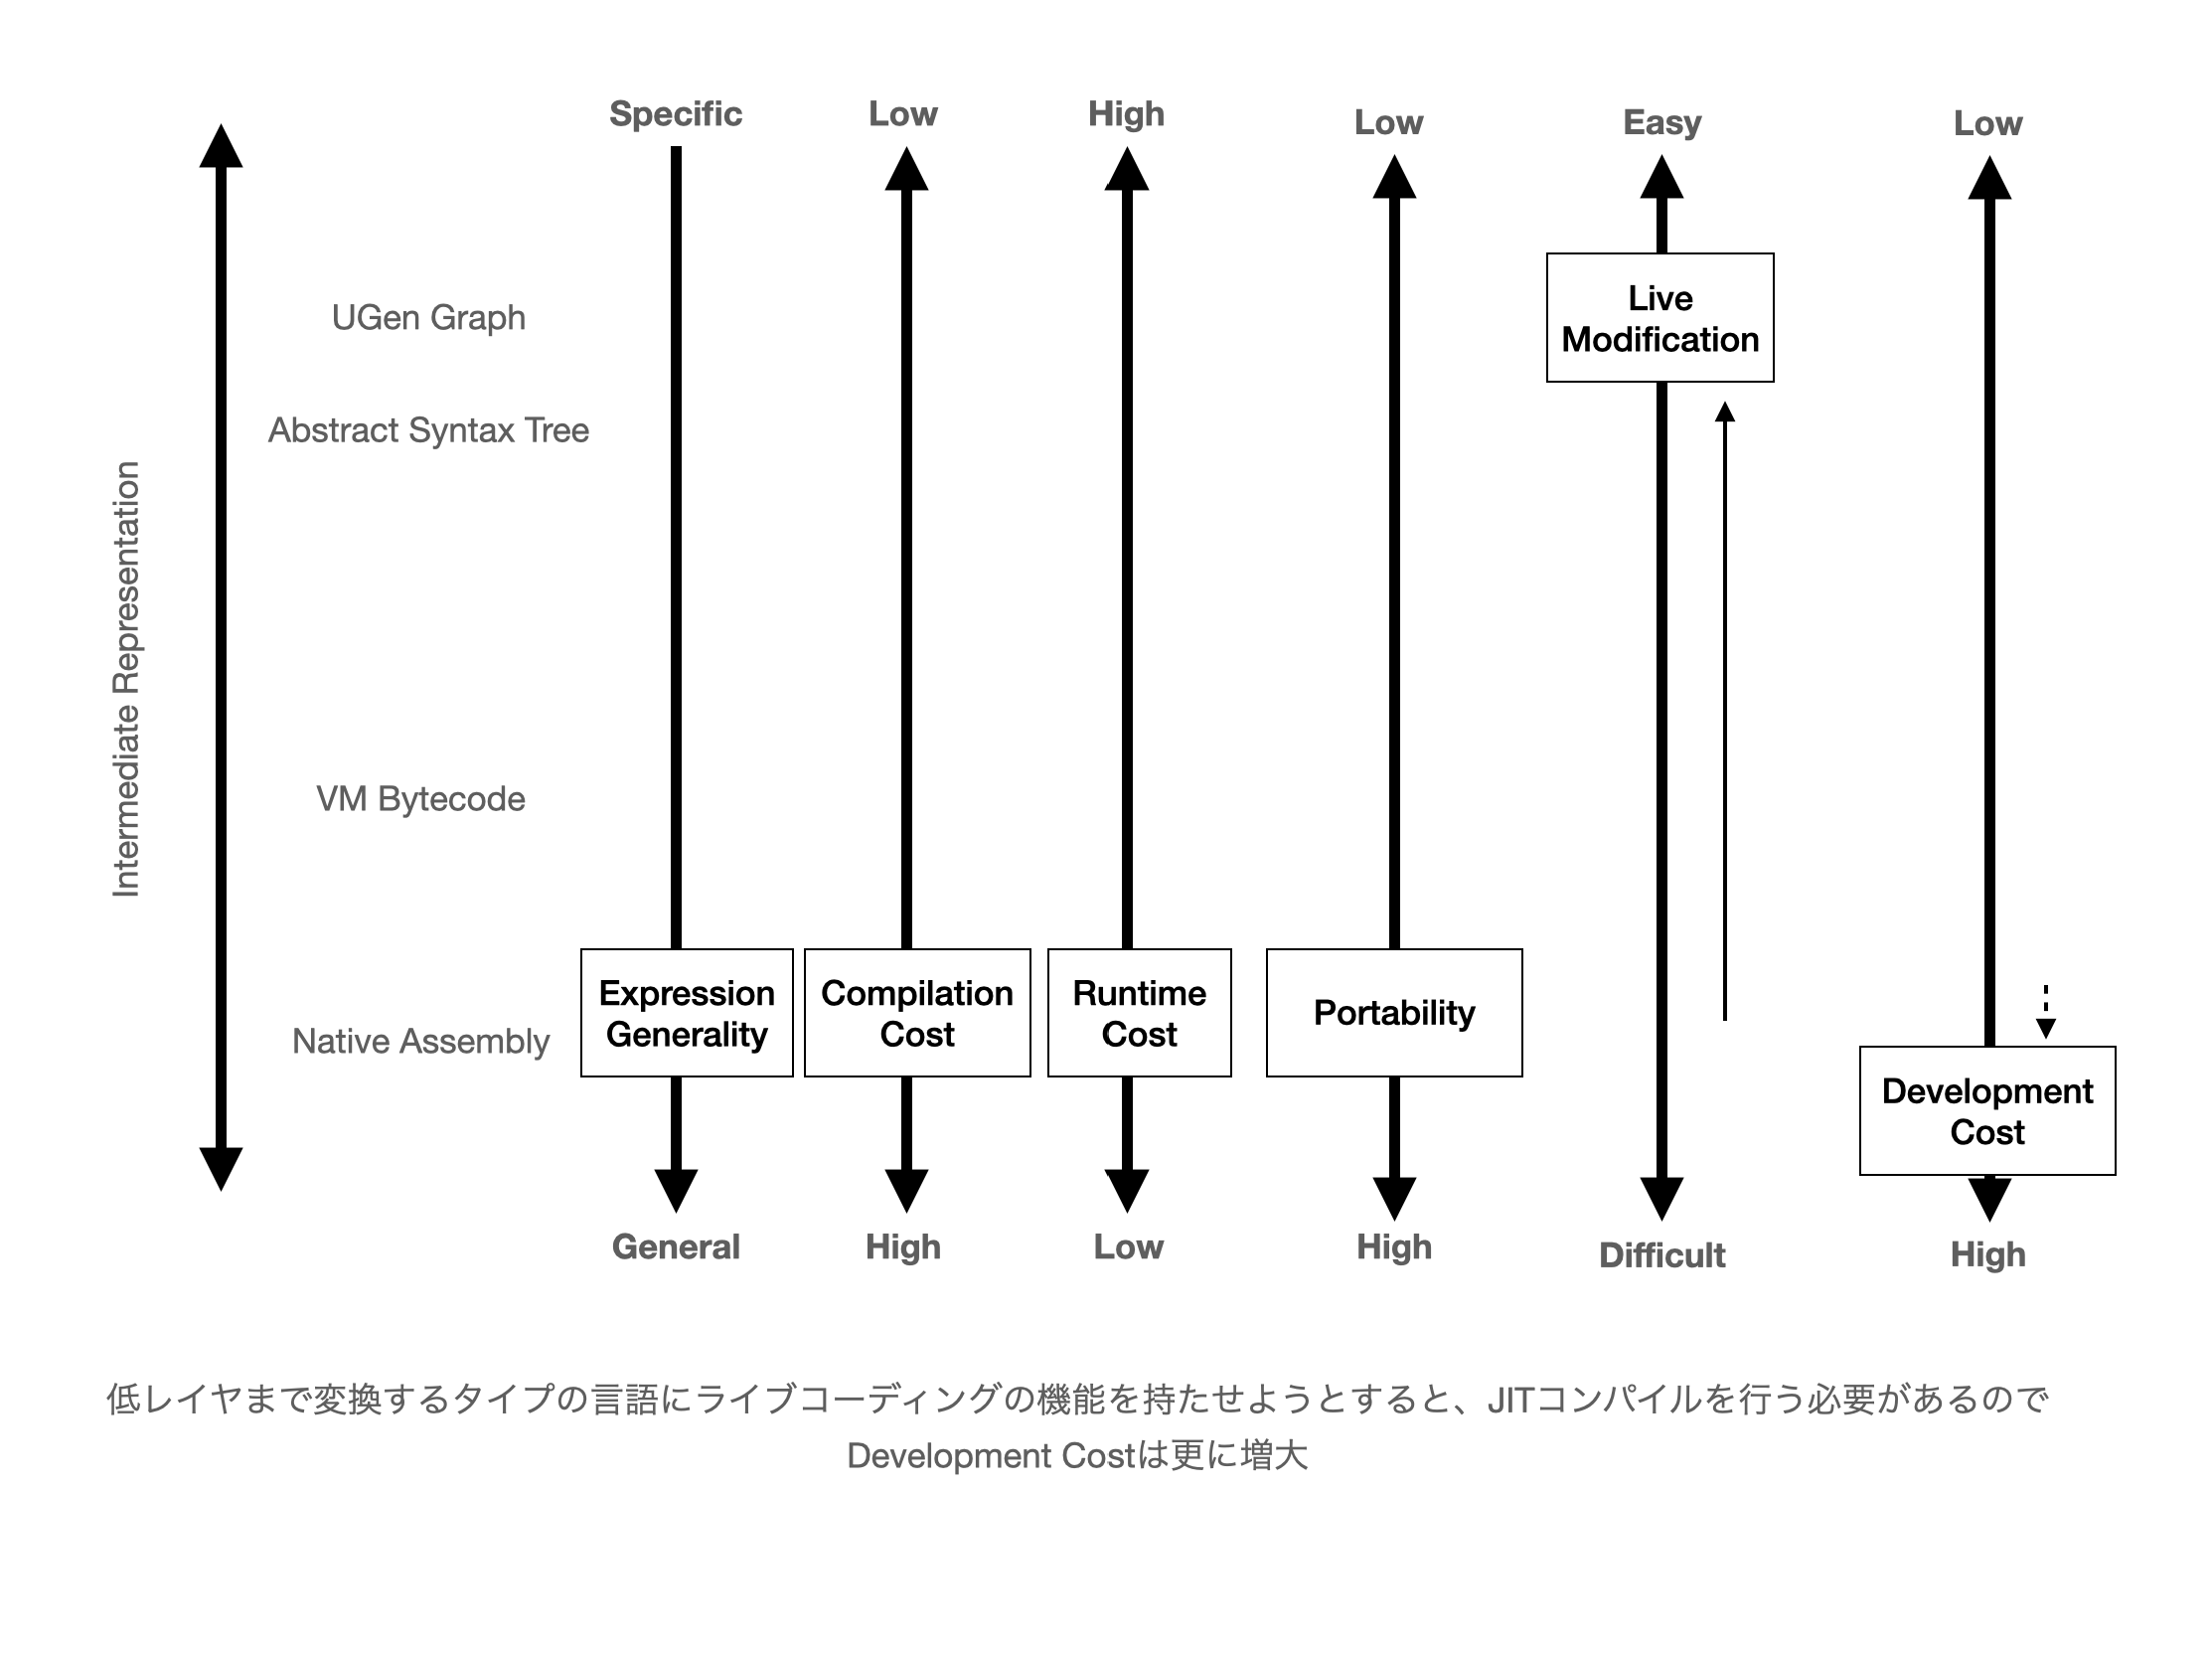 Specific
Low
High
Low
Easy
Low
Live
Modification
UGen Graph
Abstract Syntax Tree
Intermediate Representation
VM Bytecode
Native Assembly
Expression
Generality
Compilation
Cost
Runtime
Cost
Portability
Development
Cost
General
High
Low
High
Difficult
High
低レイヤまで変換するタイプの言語にライブコーディングの機能を持たせようとすると、JITコンパイルを行う必要があるので
Development Costは更に増大